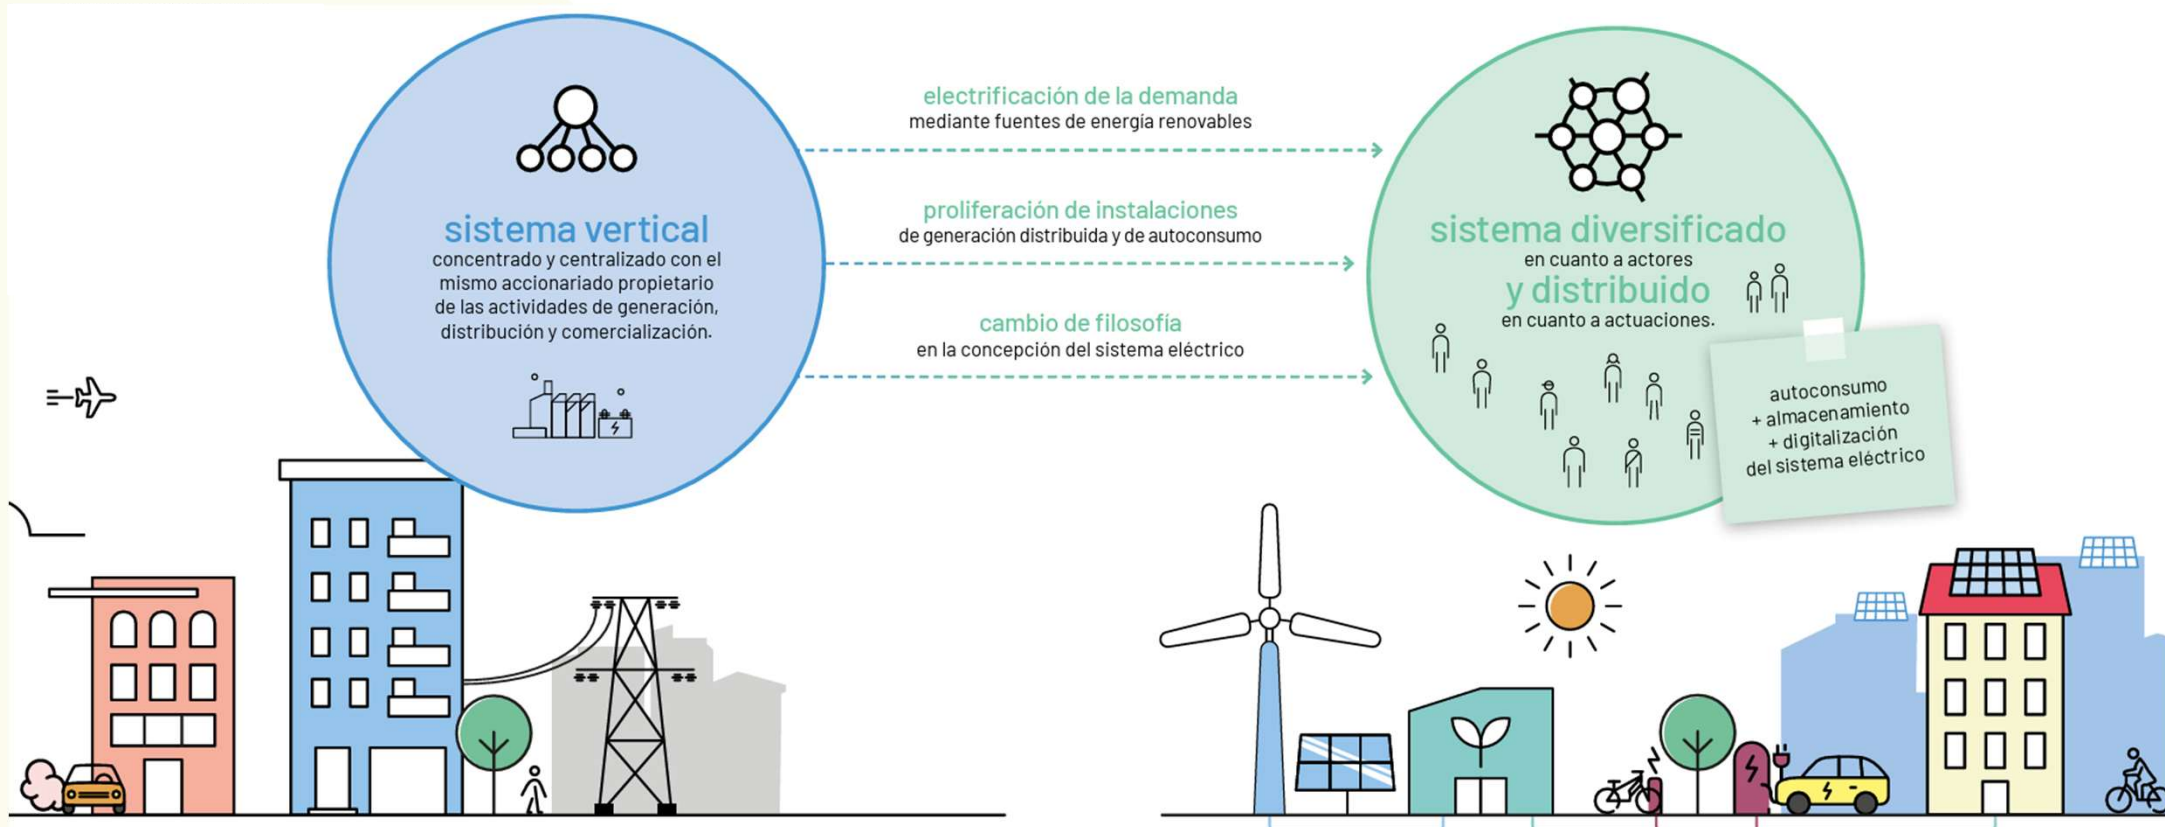 sistema vertical
concentrado y centralizado con el
mismo accionariado propietario
de las actividades de generación,
distribución y comercialización.
electrificación de la demanda
mediante fuentes de energía renovables
proliferación de instalaciones
de generación distribuida y de autoconsumo
cambio de filosofía
en la concepción del sistema eléctrico
sistema diversificado
en cuanto a actores
y distribuido
en cuanto a actuaciones.
autoconsumo
+ almacenamiento
+ digitalización
del sistema eléctrico